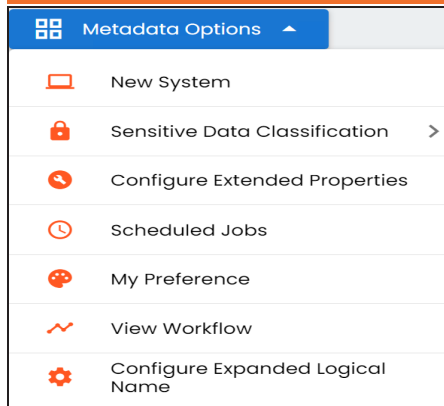 Metadata Options
New System
Sensitive Data Classification
Configure Extended Properties
Scheduled Jobs
My Preference
View Workflow
Configure Expanded Logical
Name